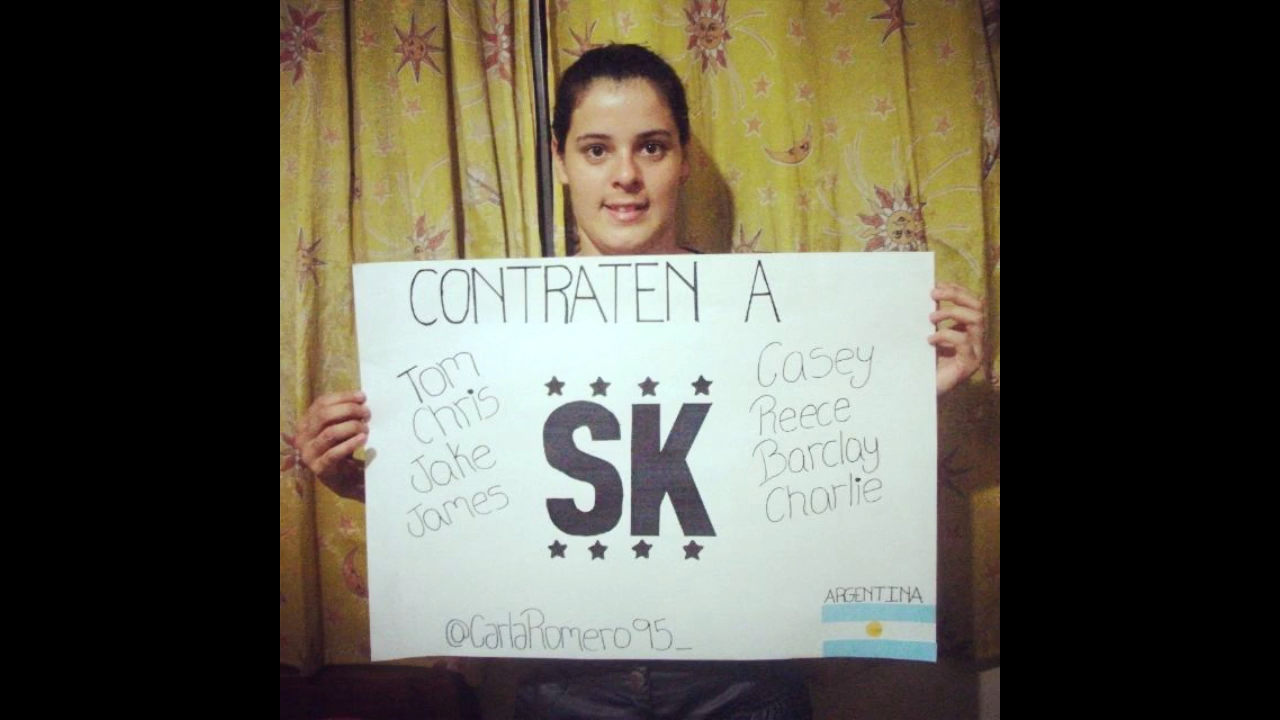 CONTRATEN A
Tom
Chris
Jake
James
SK
Casey
Reece
Barclay
Charlie
ARGENTINA
@CarlaRomero95_